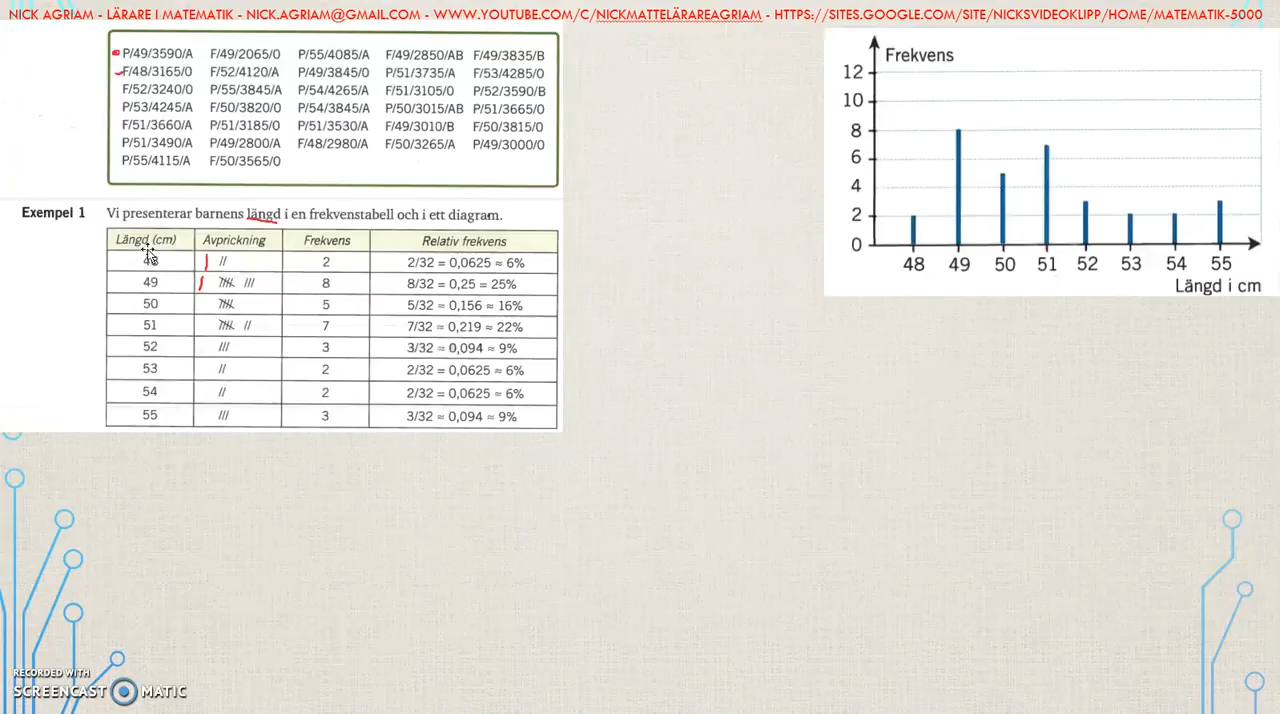 NICK AGRIAM - LÄRARE I MATEMATIK - NICK.AGRIAM@GMAIL.COM - WWW.YOUTUBE.COM/C/NICKMATTELÄRAREAGRIAM - HTTPS://SITES.GOOGLE.COM/SITE/NICKSVIDEOKLIPP/HOME/MATEMATIK-5000
P/49/3590/A F/49/2065/0 P/55/4085/A F/49/2850/AB F/49/3835/B
F/48/3165/0 F/52/4120/A P/49/3845/0 P/51/3735/A F/53/4285/0
F/52/3240/0 P/55/3845/A P/54/4265/A F/51/3105/0 P/52/3590/B
P/53/4245/A F/50/3820/0 P/54/3845/A P/50/3015/AB P/51/3665/0
F/51/3660/A P/51/3185/0 P/51/3530/A F/49/3010/B F/50/3815/0
P/51/3490/A P/49/2800/A F/48/2980/A F/50/3265/A P/49/3000/0
P/55/4115/A F/50/3565/0
Exempel 1 Vi presenterar barnens längd i en frekvenstabell och i ett diagram.
Längd (cm) Avprickning Frekvens Relativ frekvens
48 // 2 2/32 = 0,0625 ≈ 6%
49 //// /// 8 8/32 = 0,25 = 25%
50 //// 5 5/32 ≈ 0,156 ≈ 16%
51 //// // 7 7/32 ≈ 0,219 ≈ 22%
52 /// 3 3/32 ≈ 0,094 ≈ 9%
53 // 2 2/32 = 0,0625 ≈ 6%
54 // 2 2/32 = 0,0625 ≈ 6%
55 /// 3 3/32 ≈ 0,094 ≈ 9%
Frekvens
12
10
8
6
4
2
0
48 49 50 51 52 53 54 55
Längd i cm
RECORDED WITH
SCREENCAST MATIC